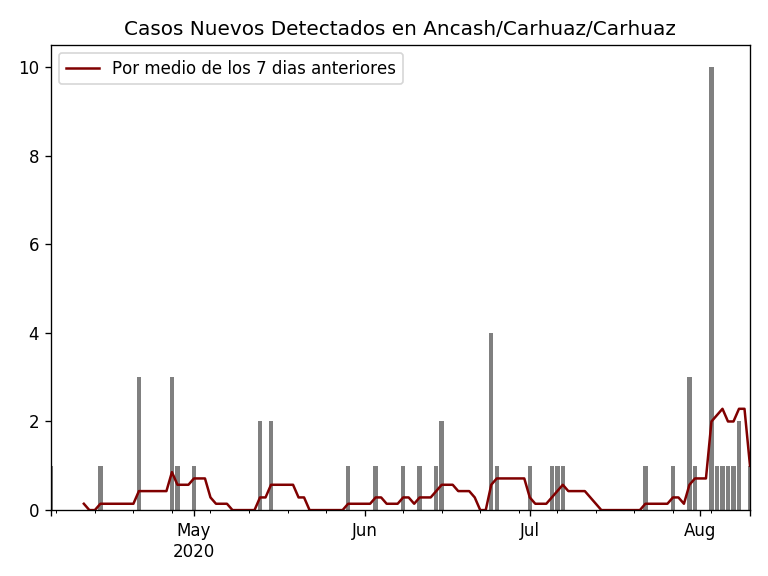 Casos Nuevos Detectados en Ancash/Carhuaz/Carhuaz
Por medio de los 7 dias anteriores
10
8
6
4
2
0
May
2020
Jun
Jul
Aug